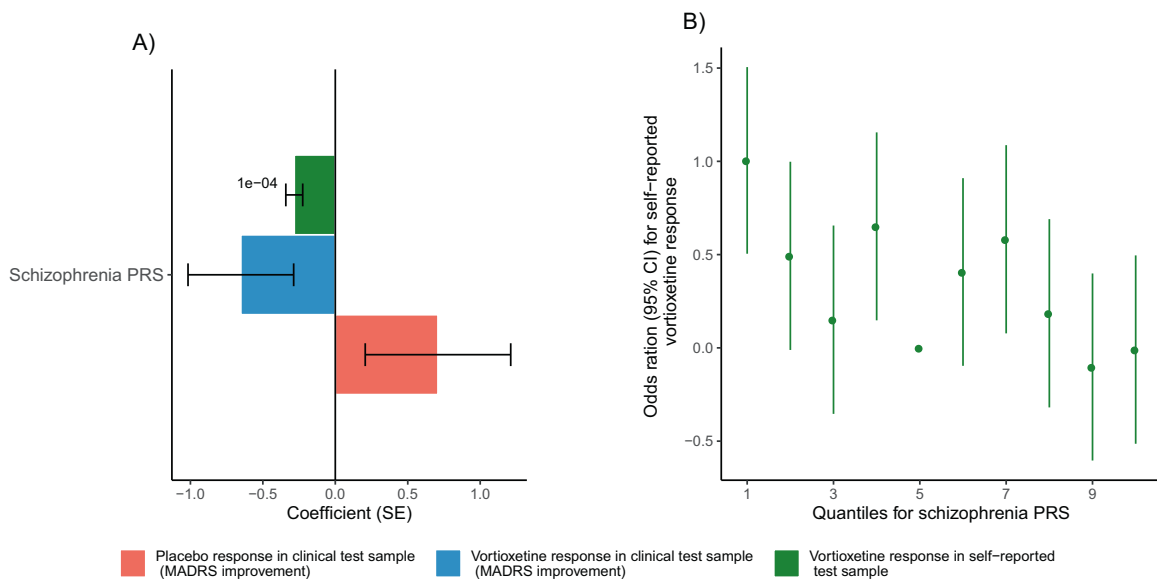 A)
1e−04
Schizophrenia PRS
−1.0 −0.5 0.0 0.5 1.0
Coefficient (SE)
B)
Odds ration (95% CI) for self-reported
vortioxetine response
1.5
1.0
0.5
0.0
−0.5
1 3 5 7 9
Quantiles for schizophrenia PRS
Placebo response in clinical test sample
(MADRS improvement)
Vortioxetine response in clinical test sample
(MADRS improvement)
Vortioxetine response in self-reported
test sample